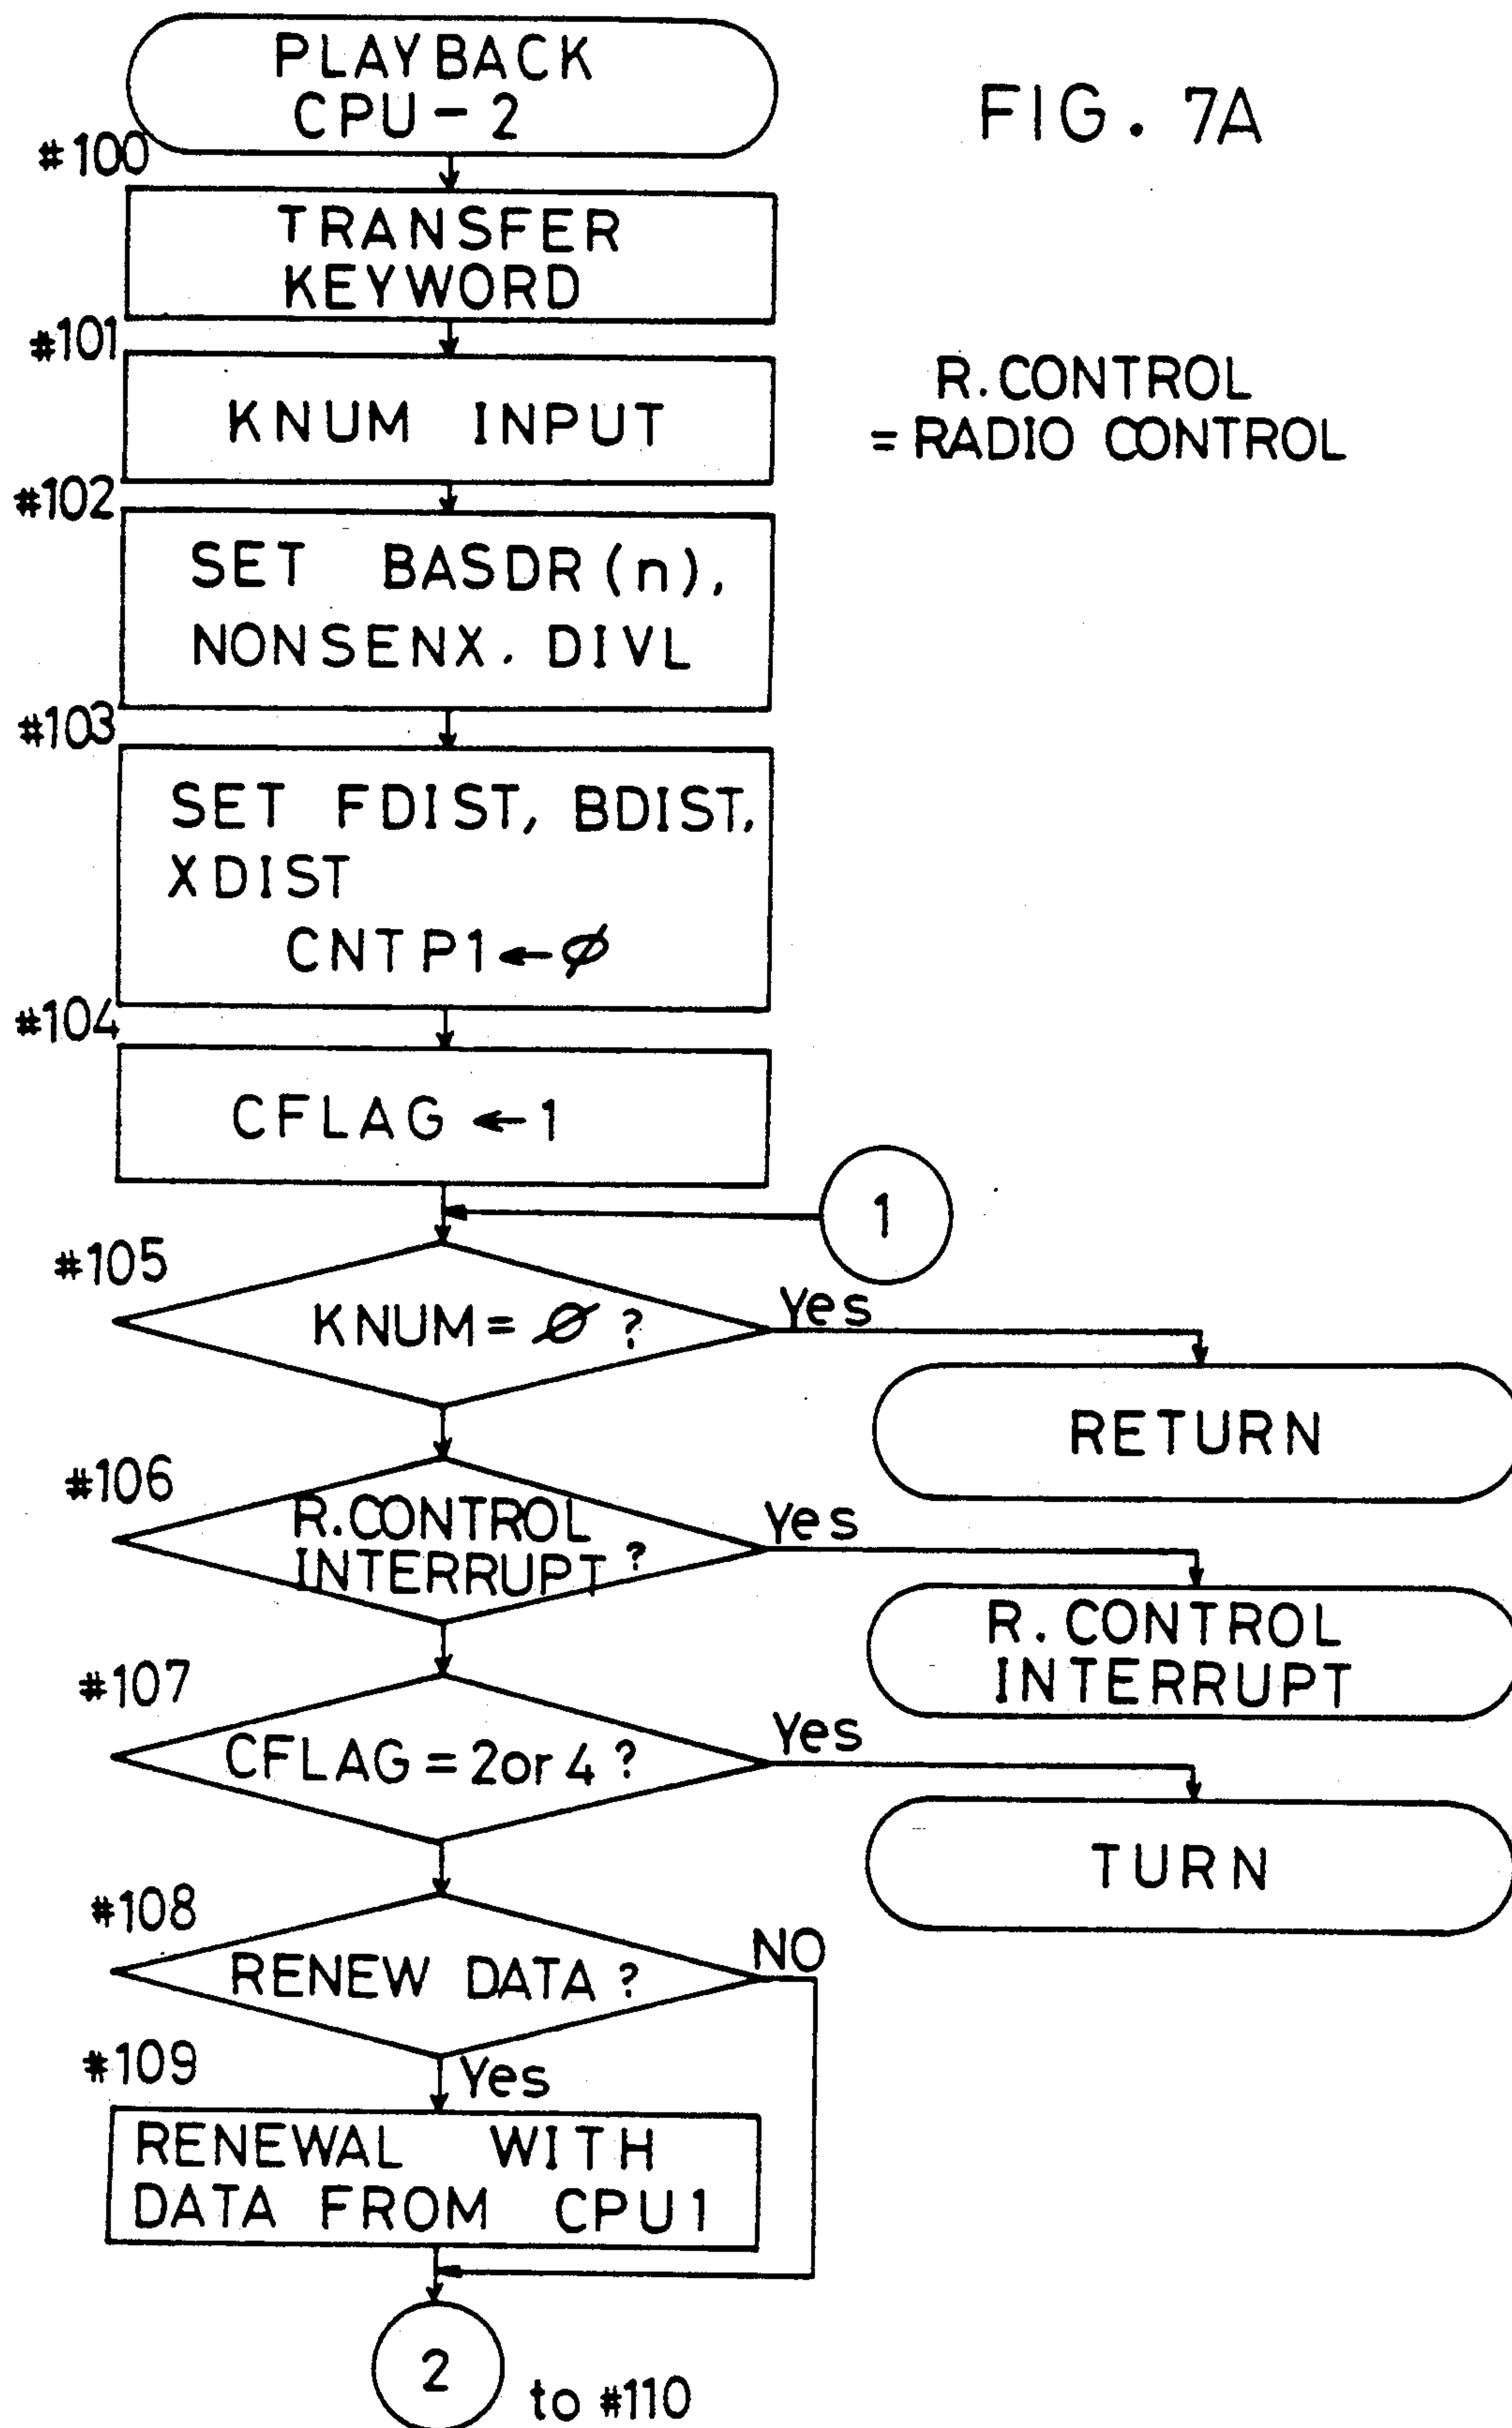 PLAYBACK
CPU-2
FIG. 7A
#100
TRANSFER
KEYWORD
#101
KNUM INPUT
R.CONTROL
= RADIO CONTROL
#102
SET BASDR(n),
NONSENX. DIVL
#103
SET FDIST, BDIST,
XDIST
CNTP1←Ø
#104
CFLAG ←1
1
#105
KNUM=Ø?
Yes
RETURN
#106
R.CONTROL
INTERRUPT?
Yes
R.CONTROL
INTERRUPT
#107
CFLAG=2or 4?
Yes
TURN
#108
RENEW DATA?
NO
#109
Yes
RENEWAL WITH
DATA FROM CPU1
2
to #110